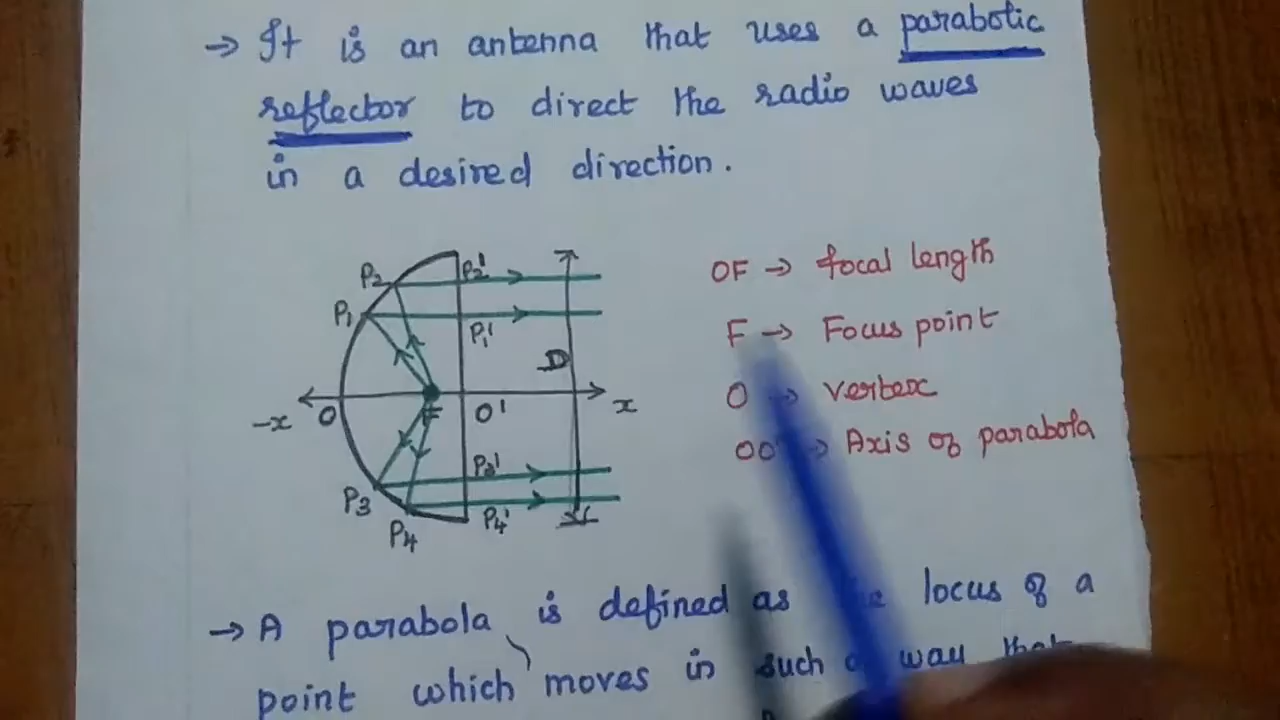 → It is an antenna that uses a parabolic
reflector to direct the radio waves
in a desired direction.
P2 P2'
P1 P1'
D
-x O F O' x
P3 P3'
P4 P4'
OF → focal length
F → Focus point
O → vertex
OO' → Axis of parabola
→ A parabola is defined as locus of a
point which moves in such a way that